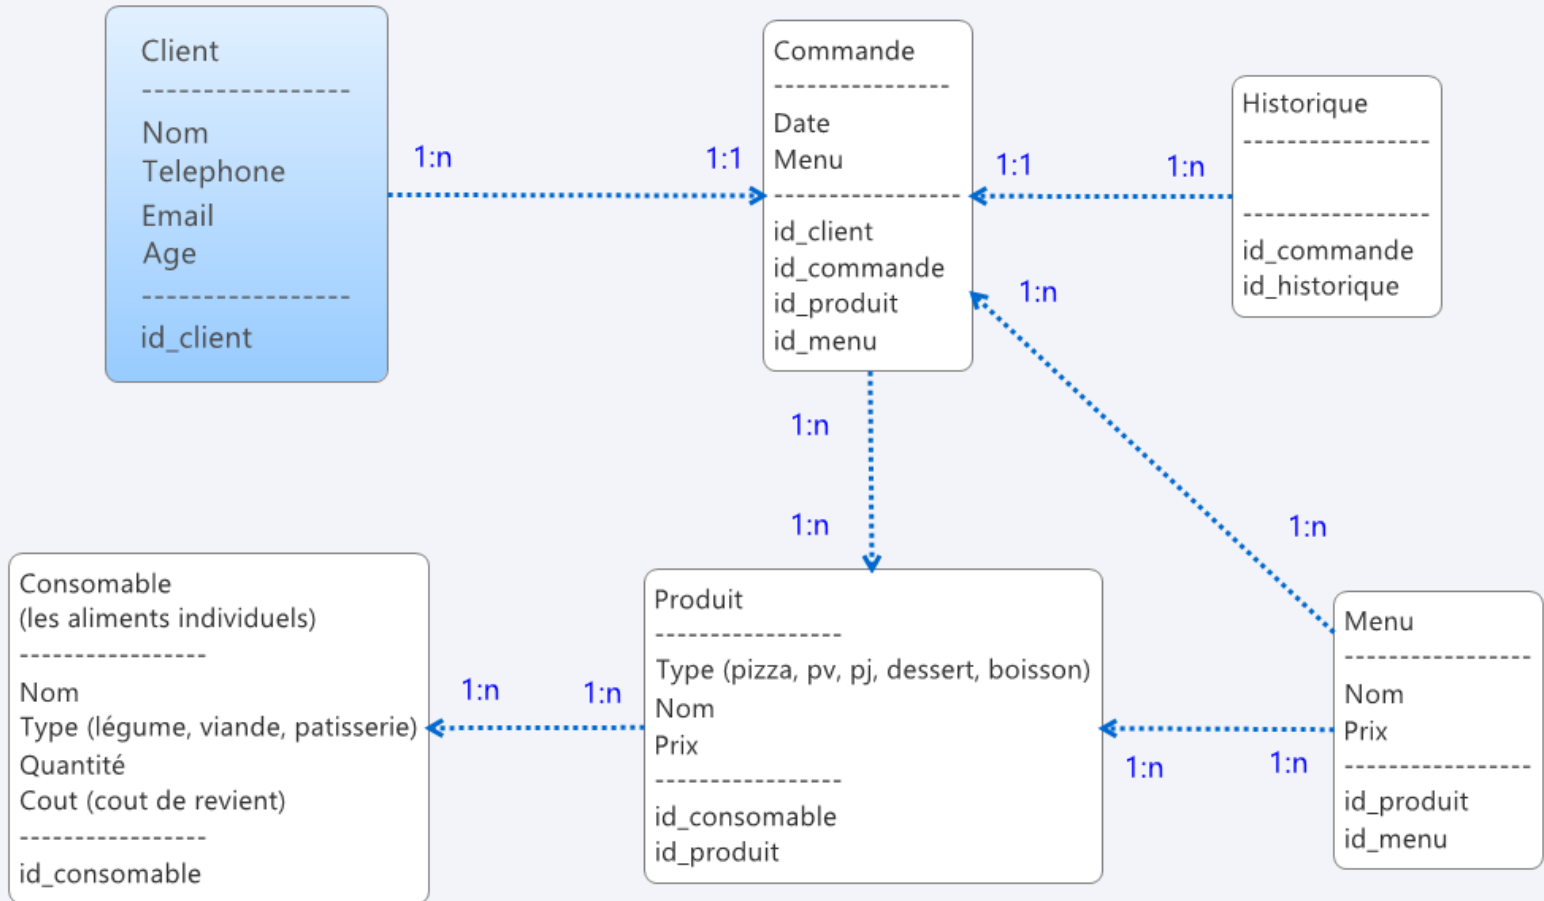 Client
-----------------
Nom
Telephone
Email
Age
-----------------
id_client
1:n
1:1
Commande
----------------
Date
Menu
-----------------
id_client
id_commande
id_produit
id_menu
1:1
1:n
Historique
-----------------
-----------------
id_commande
id_historique
1:n
1:n
1:n
1:n
Consomable
(les aliments individuels)
-----------------
Nom
Type (légume, viande, patisserie)
Quantité
Cout (cout de revient)
-----------------
id_consomable
1:n
1:n
Produit
-----------------
Type (pizza, pv, pj, dessert, boisson)
Nom
Prix
-----------------
id_consomable
id_produit
1:n
1:n
Menu
-----------------
Nom
Prix
-----------------
id_produit
id_menu